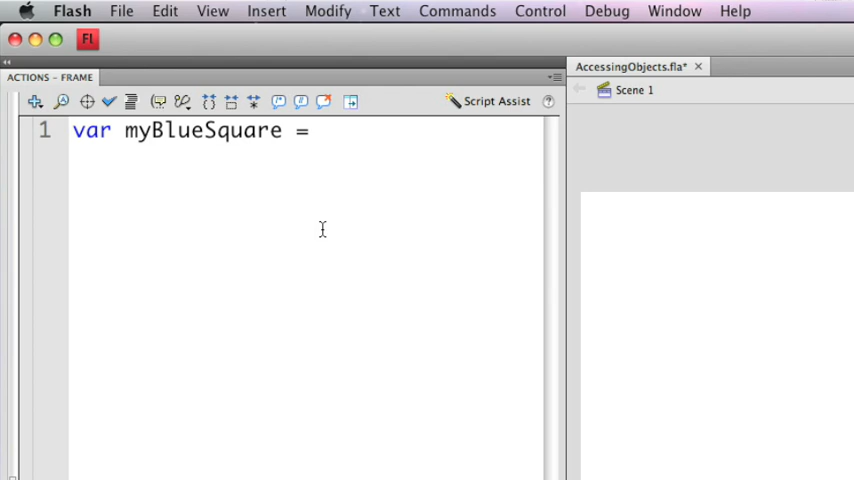 Flash File Edit View Insert Modify Text Commands Control Debug Window Help
Fl
ACTIONS - FRAME
AccessingObjects.fla*
Script Assist
Scene 1
1 var myBlueSquare =